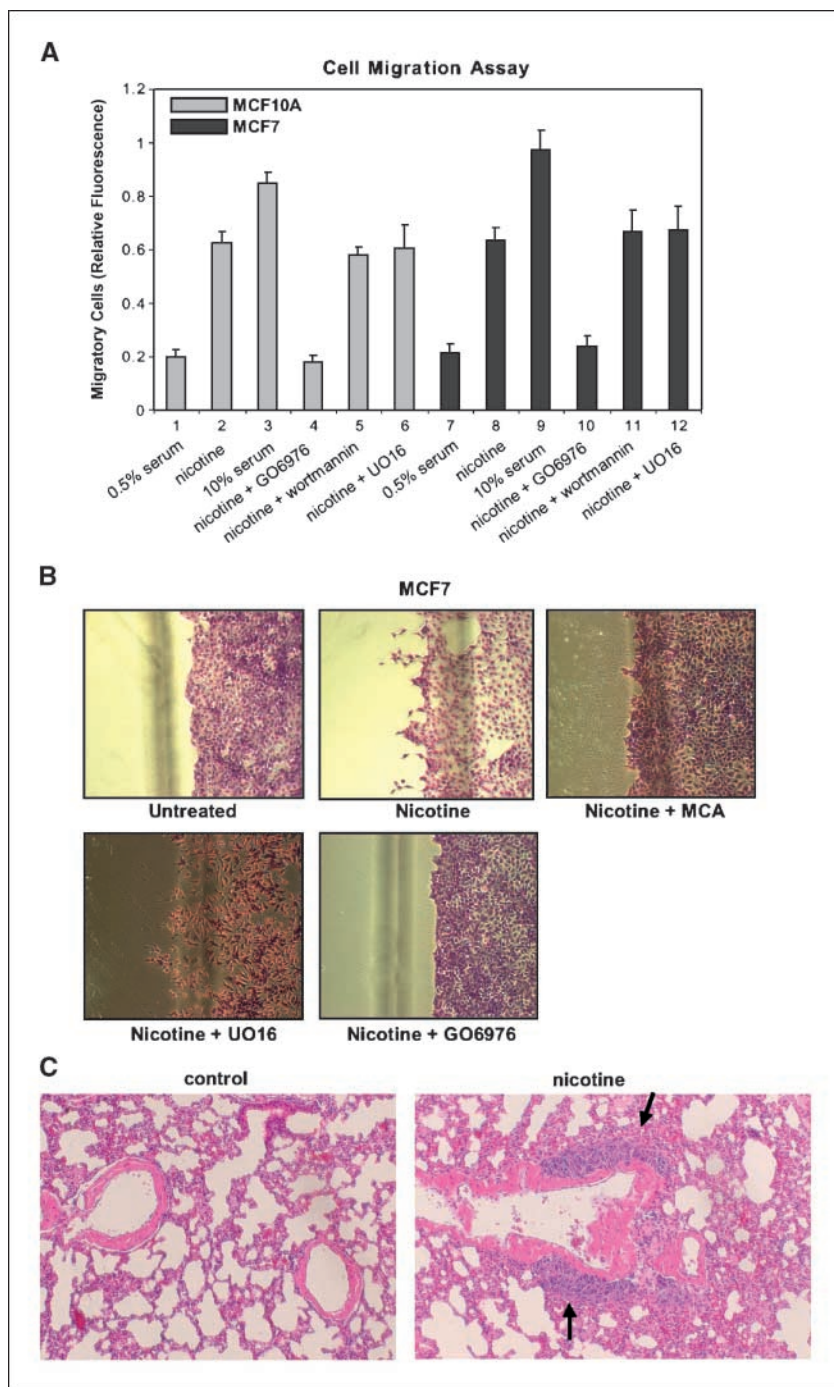 A
Cell Migration Assay
Migratory Cells (Relative Fluorescence)
1.2
1
0.8
0.6
0.4
0.2
0
MCF10A
MCF7
1 2 3 4 5 6 7 8 9 10 11 12
0.5% serum
nicotine
10% serum
nicotine + GO6976
nicotine + wortmannin
nicotine + UO16
0.5% serum
nicotine
10% serum
nicotine + GO6976
nicotine + wortmannin
nicotine + UO16
B
MCF7
Untreated
Nicotine
Nicotine + MCA
Nicotine + UO16
Nicotine + GO6976
C
control
nicotine